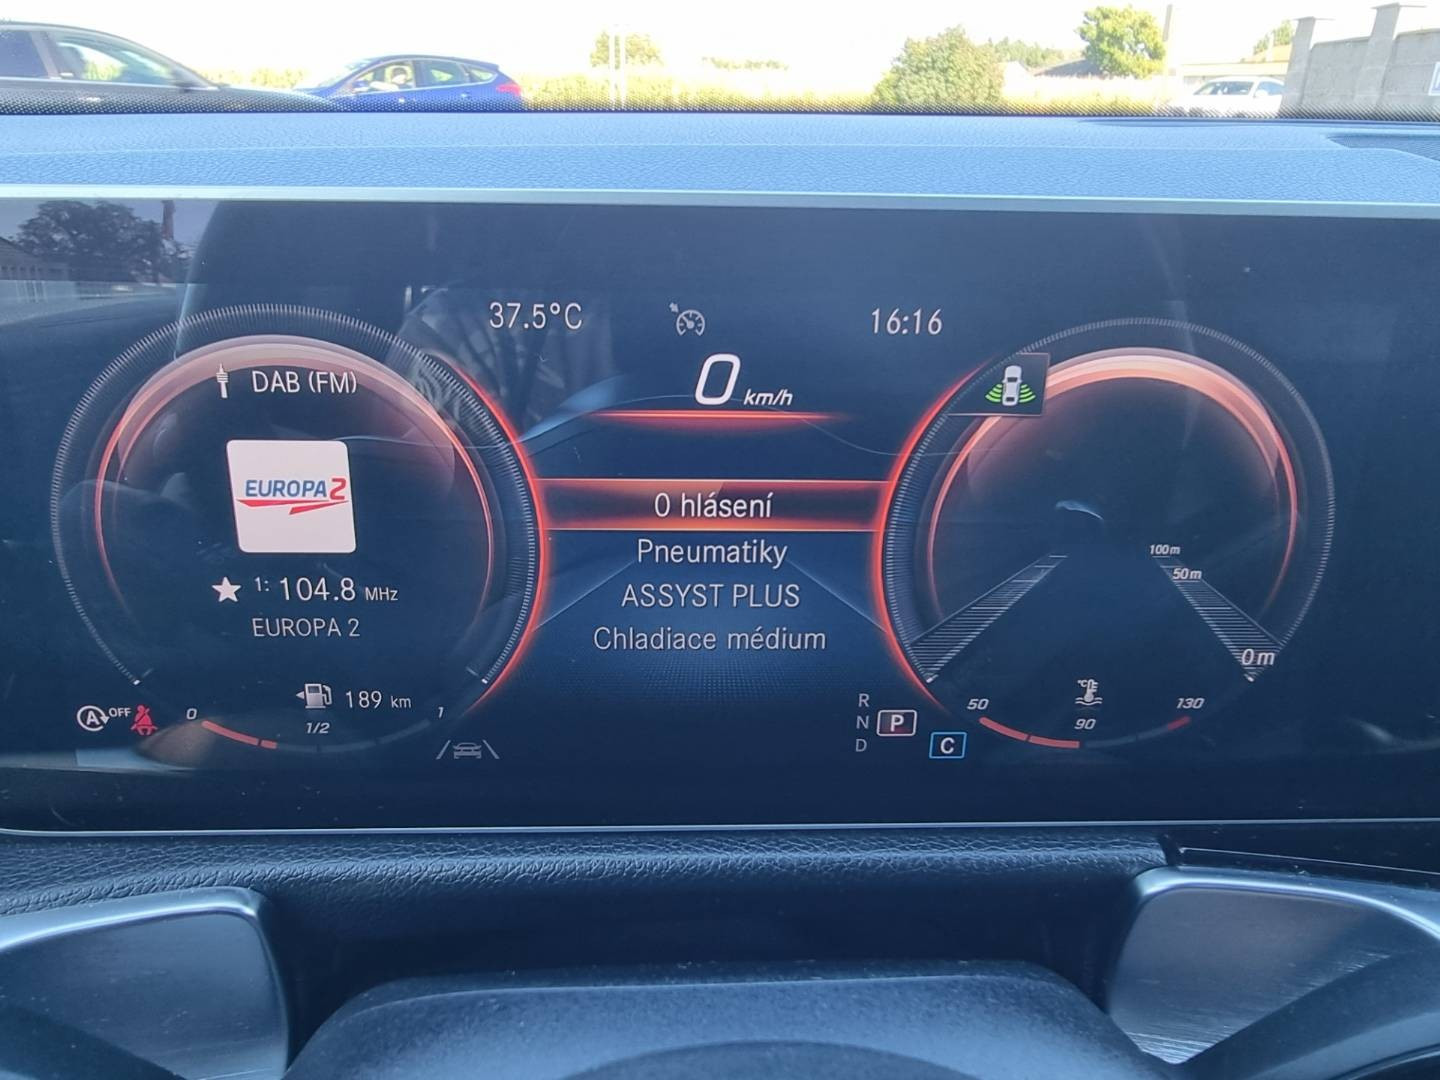 37.5°C
16:16
0 km/h
DAB (FM)
EUROPA 2
1: 104.8 MHz
EUROPA 2
0 hlásení
Pneumatiky
ASSYST PLUS
Chladiace médium
100m
50m
0m
189 km
A OFF
0 1/2 1
R
N P
D C
50 90 130
°C